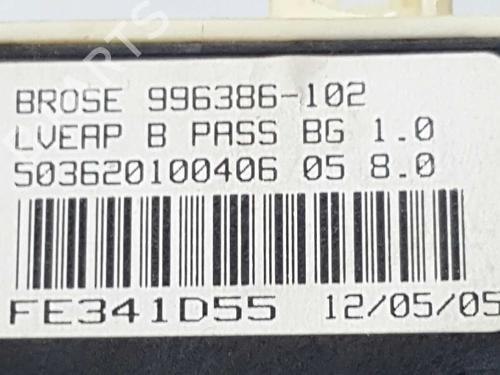 BROSE 996386-102
LVEAP B PASS BG 1.0
503620100406 05 8.0
FE341D55 12/05/05